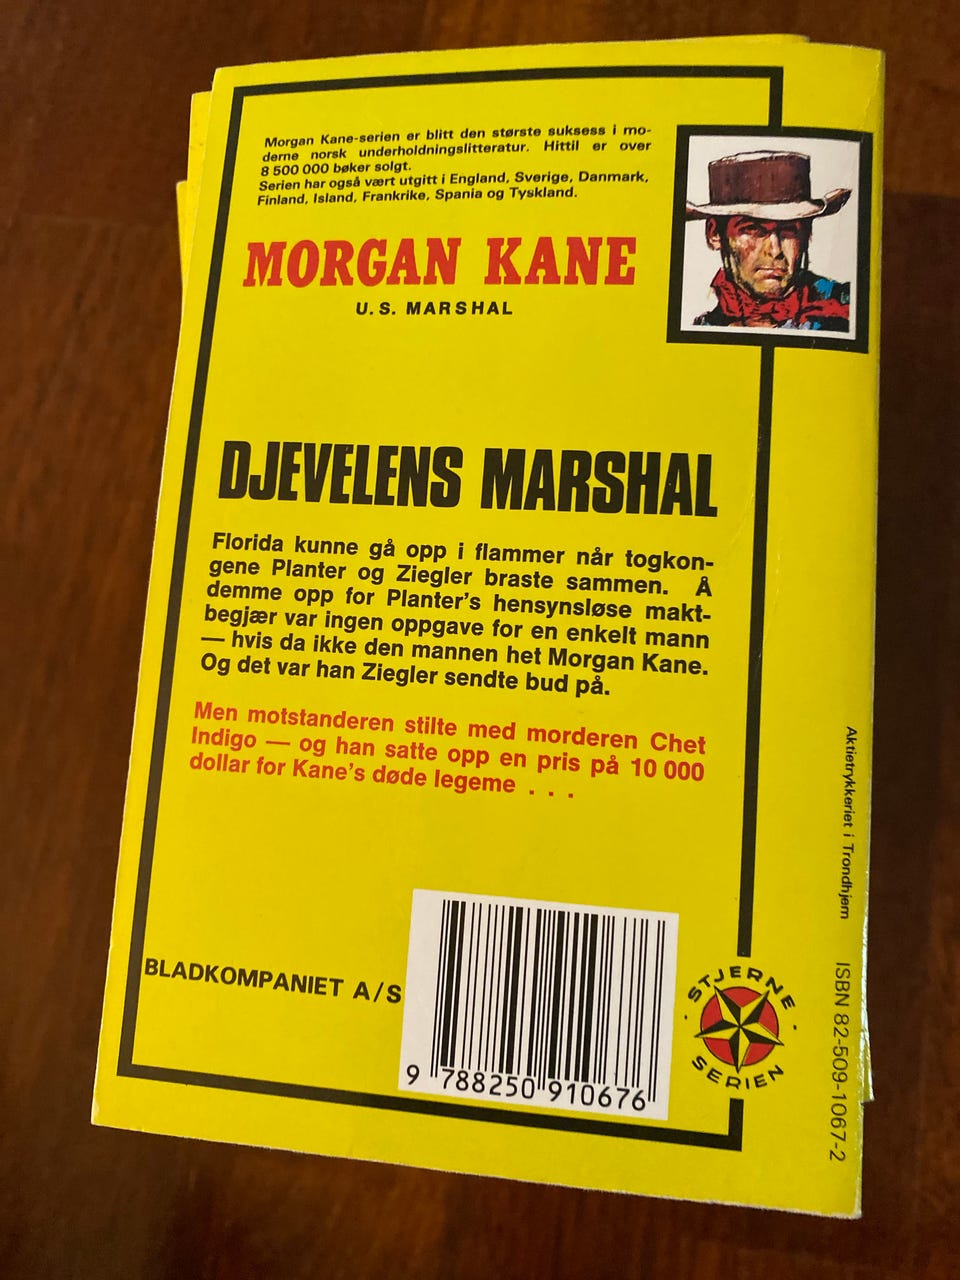 Morgan Kane-serien er blitt den største suksess i mo-
derne norsk underholdningslitteratur. Hittil er over
8 500 000 bøker solgt.
Serien har også vært utgitt i England, Sverige, Danmark,
Finland, Island, Frankrike, Spania og Tyskland.
MORGAN KANE
U.S. MARSHAL
DJEVELENS MARSHAL
Florida kunne gå opp i flammer når togkon-
gene Planter og Ziegler braste sammen. Å
demme opp for Planter's hensynsløse makt-
begjær var ingen oppgave for en enkelt mann
— hvis da ikke den mannen het Morgan Kane.
Og det var han Ziegler sendte bud på.
Men motstanderen stilte med morderen Chet
Indigo — og han satte opp en pris på 10 000
dollar for Kane's døde legeme . . .
BLADKOMPANIET A/S
9 788250 910676
· STJERNE ·
SERIEN
Aktietrykkeriet i Trondhjem
ISBN 82-509-1067-2